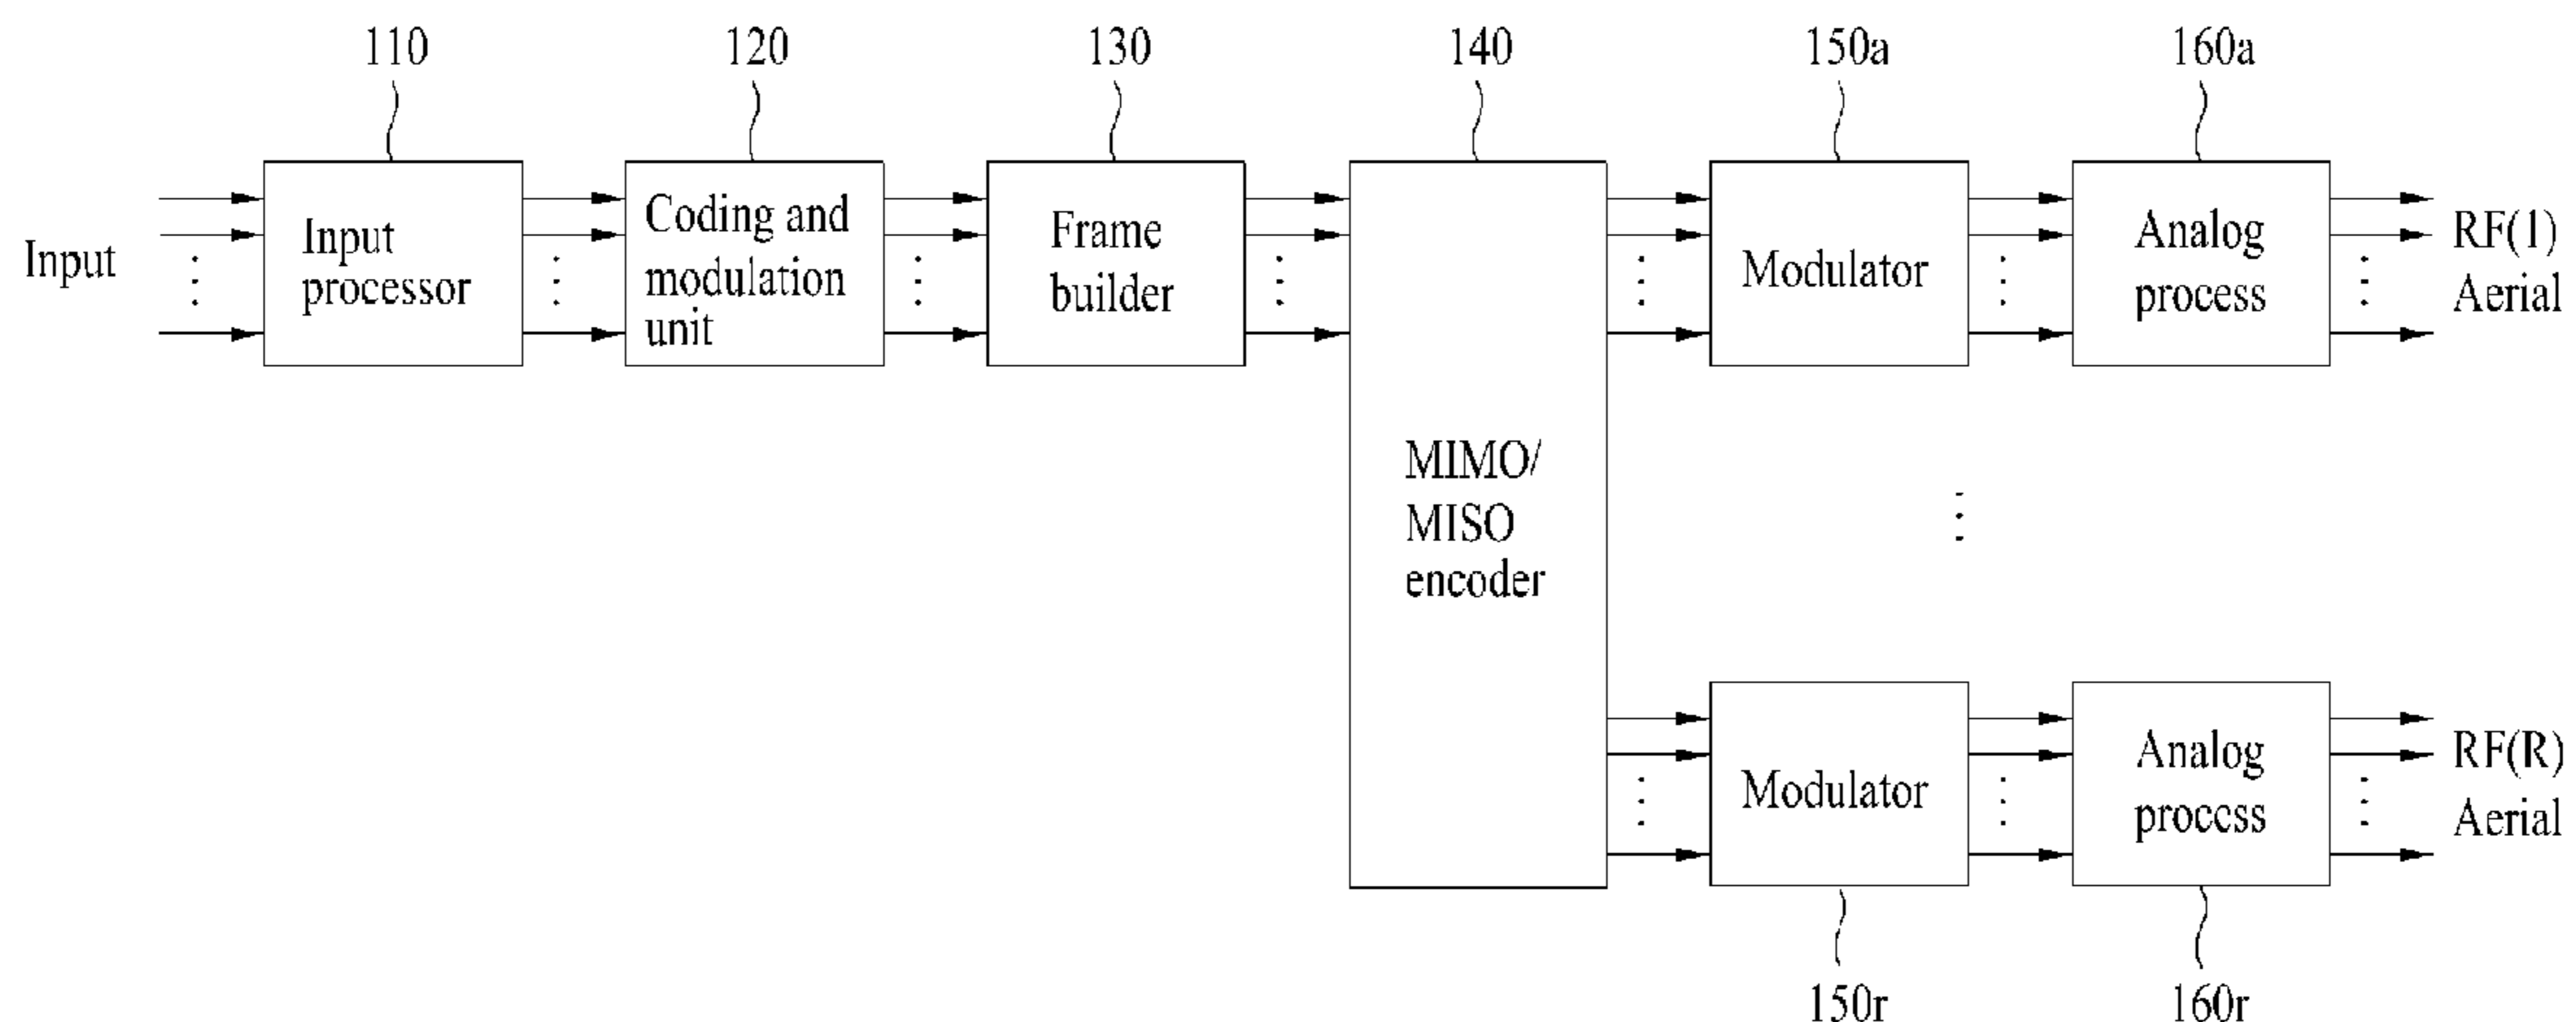 110
120
130
140
150a
160a
Input
Input
processor
Coding and
modulation
unit
Frame
builder
MIMO/
MISO
encoder
Modulator
Analog
process
RF(1)
Aerial
Modulator
Analog
process
RF(R)
Aerial
150r
160r